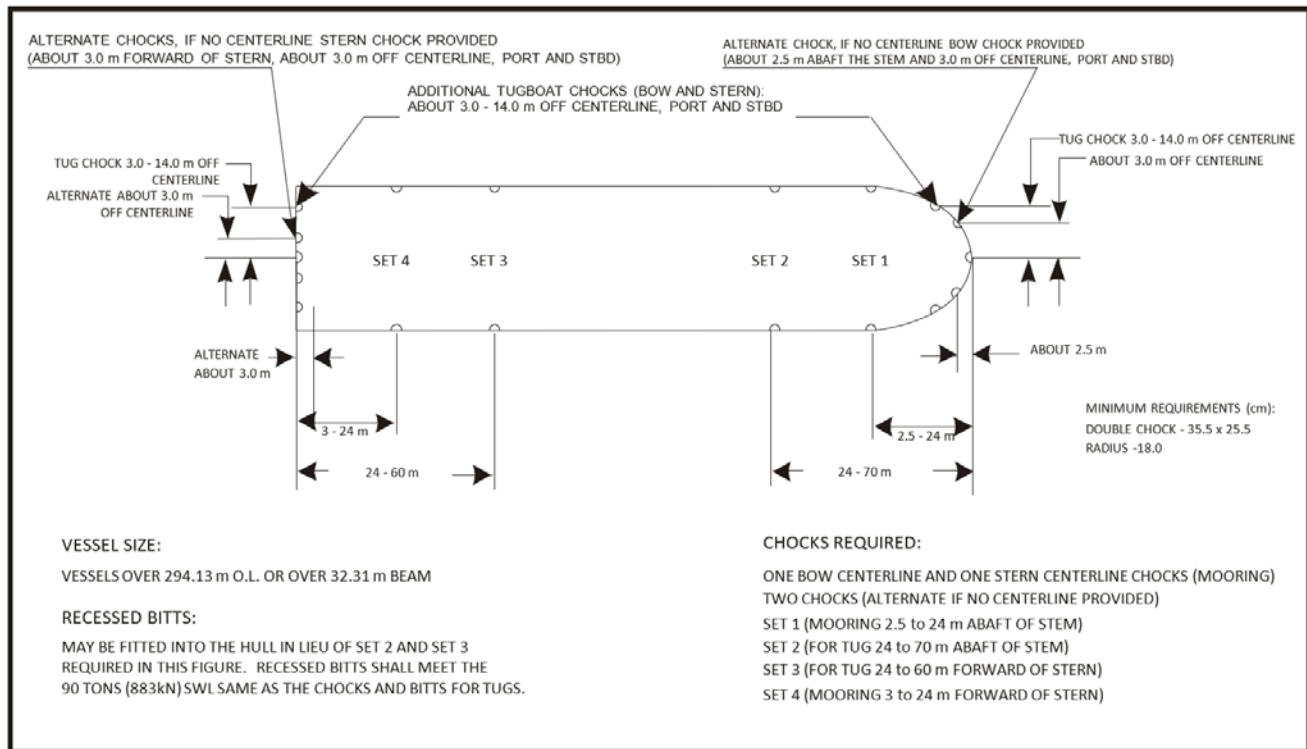 ALTERNATE CHOCKS, IF NO CENTERLINE STERN CHOCK PROVIDED
(ABOUT 3.0 m FORWARD OF STERN, ABOUT 3.0 m OFF CENTERLINE, PORT AND STBD)
ALTERNATE CHOCK, IF NO CENTERLINE BOW CHOCK PROVIDED
(ABOUT 2.5 m ABAFT THE STEM AND 3.0 m OFF CENTERLINE, PORT AND STBD)
ADDITIONAL TUGBOAT CHOCKS (BOW AND STERN):
ABOUT 3.0 - 14.0 m OFF CENTERLINE, PORT AND STBD
TUG CHOCK 3.0 - 14.0 m OFF
CENTERLINE
ALTERNATE ABOUT 3.0 m
OFF CENTERLINE
TUG CHOCK 3.0 - 14.0 m OFF CENTERLINE
ABOUT 3.0 m OFF CENTERLINE
SET 4
SET 3
SET 2
SET 1
ALTERNATE
ABOUT 3.0 m
ABOUT 2.5 m
3 - 24 m
2.5 - 24 m
24 - 60 m
24 - 70 m
MINIMUM REQUIREMENTS (cm):
DOUBLE CHOCK - 35.5 x 25.5
RADIUS -18.0
VESSEL SIZE:
VESSELS OVER 294.13 m O.L. OR OVER 32.31 m BEAM
RECESSED BITTS:
MAY BE FITTED INTO THE HULL IN LIEU OF SET 2 AND SET 3
REQUIRED IN THIS FIGURE. RECESSED BITTS SHALL MEET THE
90 TONS (883kN) SWL SAME AS THE CHOCKS AND BITTS FOR TUGS.
CHOCKS REQUIRED:
ONE BOW CENTERLINE AND ONE STERN CENTERLINE CHOCKS (MOORING)
TWO CHOCKS (ALTERNATE IF NO CENTERLINE PROVIDED)
SET 1 (MOORING 2.5 to 24 m ABAFT OF STEM)
SET 2 (FOR TUG 24 to 70 m ABAFT OF STEM)
SET 3 (FOR TUG 24 to 60 m FORWARD OF STERN)
SET 4 (MOORING 3 to 24 m FORWARD OF STERN)